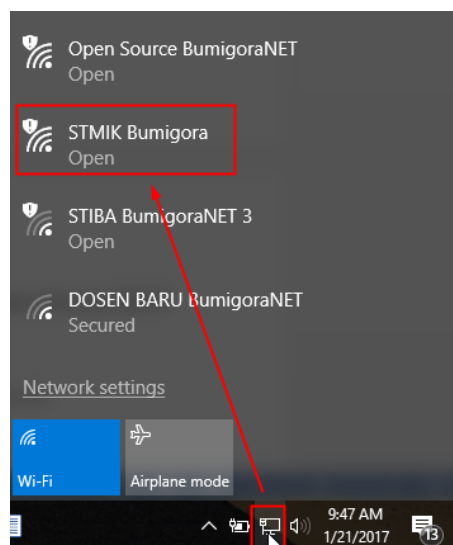 Open Source BumigoraNET
Open
STMIK Bumigora
Open
STIBA BumigoraNET 3
Open
DOSEN BARU BumigoraNET
Secured
Network settings
Wi-Fi
Airplane mode
9:47 AM
1/21/2017
13